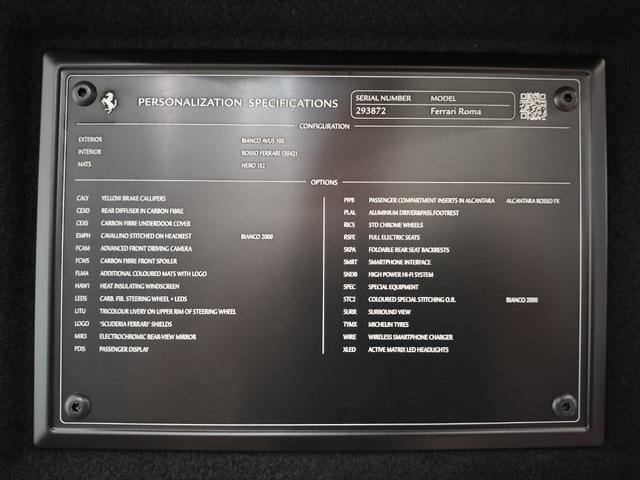 PERSONALIZATION SPECIFICATIONS
SERIAL NUMBER MODEL
293872 Ferrari Roma
CONFIGURATION
EXTERIOR BIANCO AVUS 100
INTERIOR ROSSO FERRARI 130421
MATS NERO 152
OPTIONS
CALY YELLOW BRAKE CALLIPERS
CEXD REAR DIFFUSER IN CARBON FIBRE
CEXS CARBON FIBRE UNDERDOOR COVER
EMPH CAVALLINO STITCHED ON HEADREST BIANCO 2000
FCAM ADVANCED FRONT DRIVING CAMERA
FCWS CARBON FIBRE FRONT SPOILER
FLMA ADDITIONAL COLOURED MATS WITH LOGO
HAW1 HEAT INSULATING WINDSCREEN
LEDS CARB. FIB. STEERING WHEEL + LEDS
LITU TRICOLOUR LIVERY ON UPPER RIM OF STEERING WHEEL
LOGO "SCUDERIA FERRARI" SHIELDS
MIR3 ELECTROCHROMIC REAR-VIEW MIRROR
PDIS PASSENGER DISPLAY
PIPB PASSENGER COMPARTMENT INSERTS IN ALCANTARA ALCANTARA ROSSO FX
PLAL ALUMINIUM DRIVER&PASS.FOOTREST
RICS STD CHROME WHEELS
RSFE FULL ELECTRIC SEATS
SKPA FOLDABLE REAR SEAT BACKRESTS
SMRT SMARTPHONE INTERFACE
SNDB HIGH POWER HI-FI SYSTEM
SPEC SPECIAL EQUIPMENT
STC2 COLOURED SPECIAL STITCHING O.R. BIANCO 2000
SURR SURROUND VIEW
TYMX MICHELIN TYRES
WIRE WIRELESS SMARTPHONE CHARGER
XLED ACTIVE MATRIX LED HEADLIGHTS